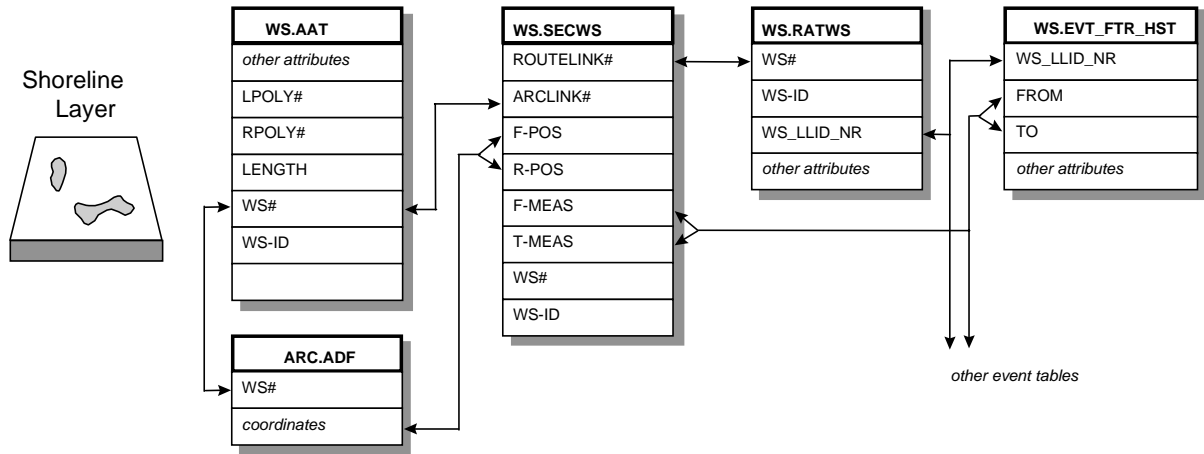 Shoreline
Layer
WS.AAT
other attributes
LPOLY#
RPOLY#
LENGTH
WS#
WS-ID
ARC.ADF
WS#
coordinates
WS.SECWS
ROUTELINK#
ARCLINK#
F-POS
R-POS
F-MEAS
T-MEAS
WS#
WS-ID
WS.RATWS
WS#
WS-ID
WS_LLID_NR
other attributes
WS.EVT_FTR_HST
WS_LLID_NR
FROM
TO
other attributes
other event tables